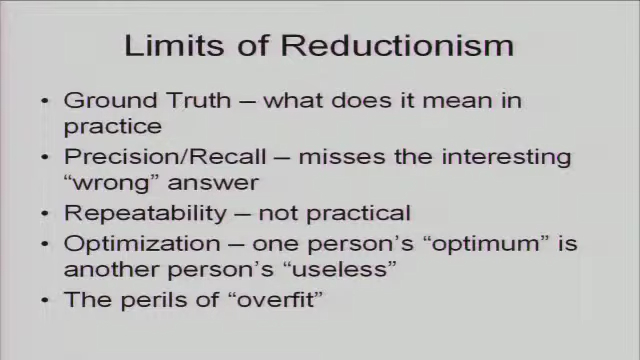 Limits of Reductionism
• Ground Truth – what does it mean in
practice
• Precision/Recall – misses the interesting
“wrong” answer
• Repeatability – not practical
• Optimization – one person’s “optimum” is
another person’s “useless”
• The perils of “overfit”